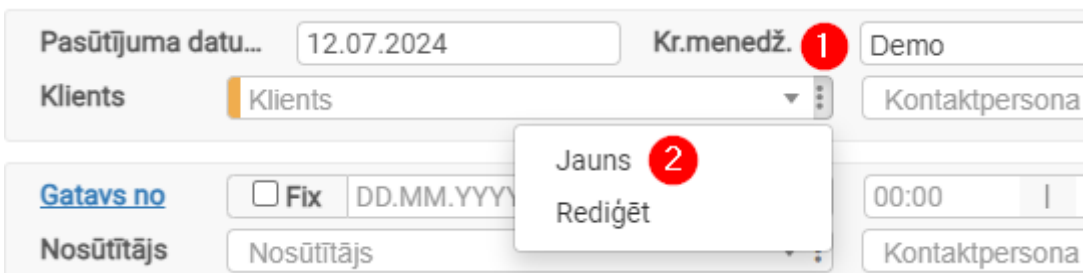 Pasūtījuma datu... 12.07.2024 Kr.menedž. 1 Demo
Klients Klients Kontaktpersona
Jauns 2
Rediģēt
Gatavs no Fix DD.MM.YYYY 00:00 |
Nosūtītājs Nosūtītājs Kontaktpersona